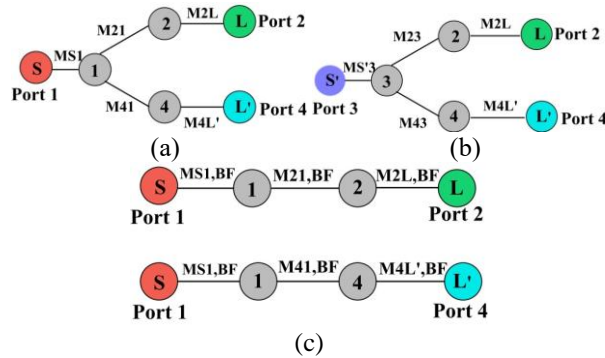 M21
2
M2L
L
Port 2
S
MS1
1
Port 1
M41
4
M4L'
L'
Port 4
(a)
M23
2
M2L
L
Port 2
S'
MS'3
3
Port 3
M43
4
M4L'
L'
Port 4
(b)
S
MS1,BF
1
M21,BF
2
M2L,BF
L
Port 1
Port 2
S
MS1,BF
1
M41,BF
4
M4L',BF
L'
Port 1
Port 4
(c)